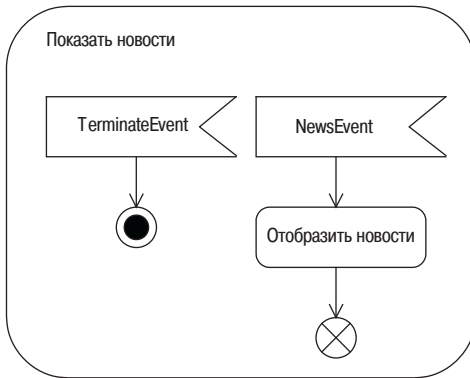 Показать новости
TerminateEvent
NewsEvent
Отобразить новости